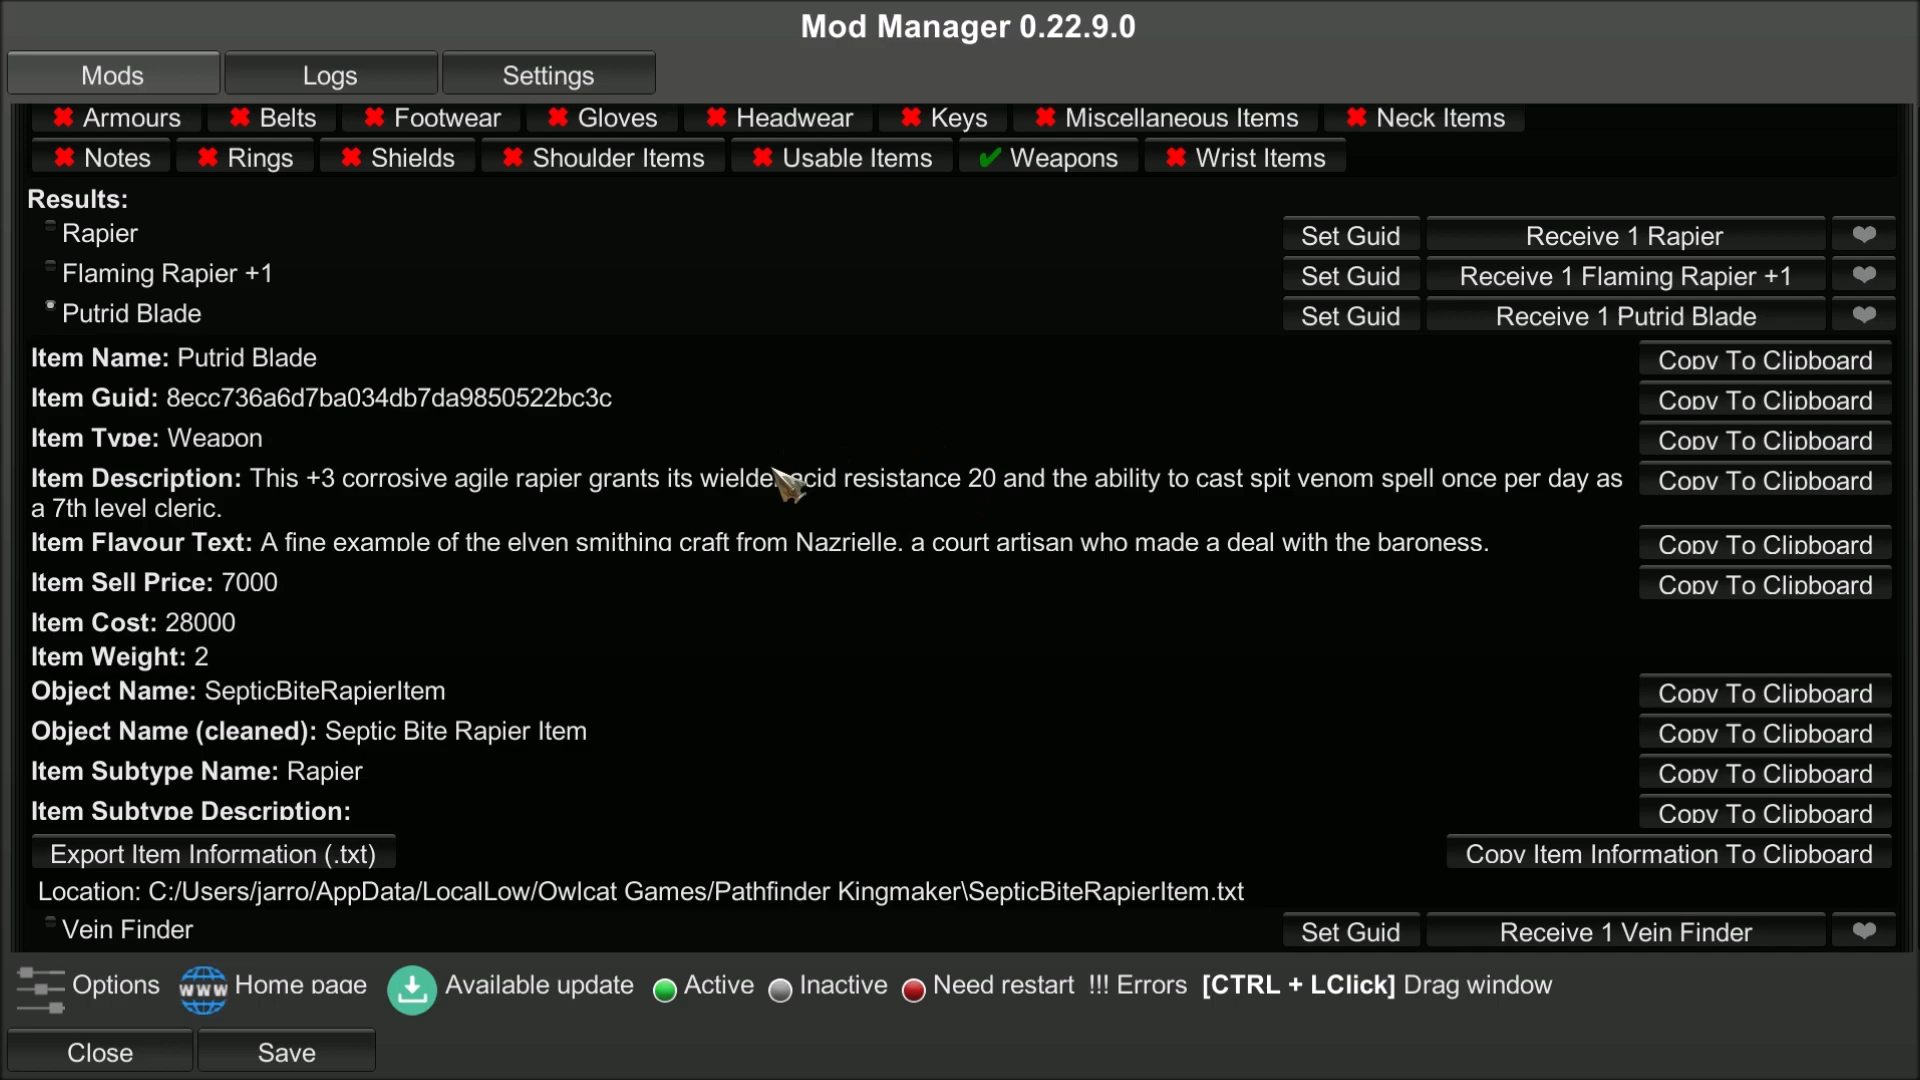 Mod Manager 0.22.9.0
Mods Logs Settings
Armours Belts Footwear Gloves Headwear Keys Miscellaneous Items Neck Items
Notes Rings Shields Shoulder Items Usable Items Weapons Wrist Items
Results:
Rapier Set Guid Receive 1 Rapier
Flaming Rapier +1 Set Guid Receive 1 Flaming Rapier +1
Putrid Blade Set Guid Receive 1 Putrid Blade
Item Name: Putrid Blade Copy To Clipboard
Item Guid: 8ecc736a6d7ba034db7da9850522bc3c Copy To Clipboard
Item Type: Weapon Copy To Clipboard
Item Description: This +3 corrosive agile rapier grants its wielder acid resistance 20 and the ability to cast spit venom spell once per day as Copy To Clipboard
a 7th level cleric.
Item Flavour Text: A fine example of the elven smithing craft from Nazrielle, a court artisan who made a deal with the baroness. Copy To Clipboard
Item Sell Price: 7000 Copy To Clipboard
Item Cost: 28000
Item Weight: 2
Object Name: SepticBiteRapierItem Copy To Clipboard
Object Name (cleaned): Septic Bite Rapier Item Copy To Clipboard
Item Subtype Name: Rapier Copy To Clipboard
Item Subtype Description: Copy To Clipboard
Export Item Information (.txt) Copy Item Information To Clipboard
Location: C:/Users/jarro/AppData/LocalLow/Owlcat Games/Pathfinder Kingmaker\SepticBiteRapierItem.txt
Vein Finder Set Guid Receive 1 Vein Finder
Options www Home page Available update Active Inactive Need restart !!! Errors [CTRL + LClick] Drag window
Close Save